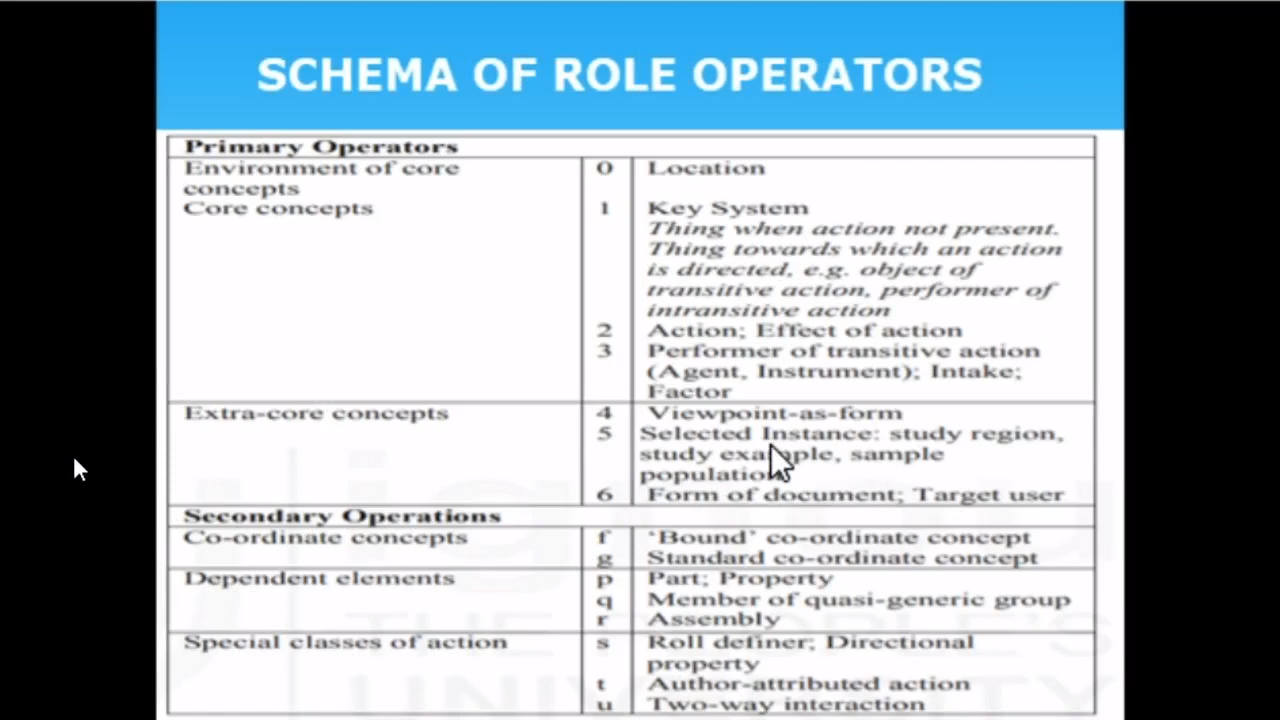 SCHEMA OF ROLE OPERATORS
Primary Operators
Environment of core concepts 0 Location
Core concepts 1 Key System
Thing when action not present.
Thing towards which an action
is directed, e.g. object of
transitive action, performer of
intransitive action
2 Action; Effect of action
3 Performer of transitive action
(Agent, Instrument); Intake;
Factor
Extra-core concepts 4 Viewpoint-as-form
5 Selected Instance: study region,
study example, sample
population
6 Form of document; Target user
Secondary Operations
Co-ordinate concepts f ‘Bound’ co-ordinate concept
g Standard co-ordinate concept
Dependent elements p Part; Property
q Member of quasi-generic group
r Assembly
Special classes of action s Roll definer; Directional
property
t Author-attributed action
u Two-way interaction
ignou
THE PEOPLE'S
UNIVERSITY